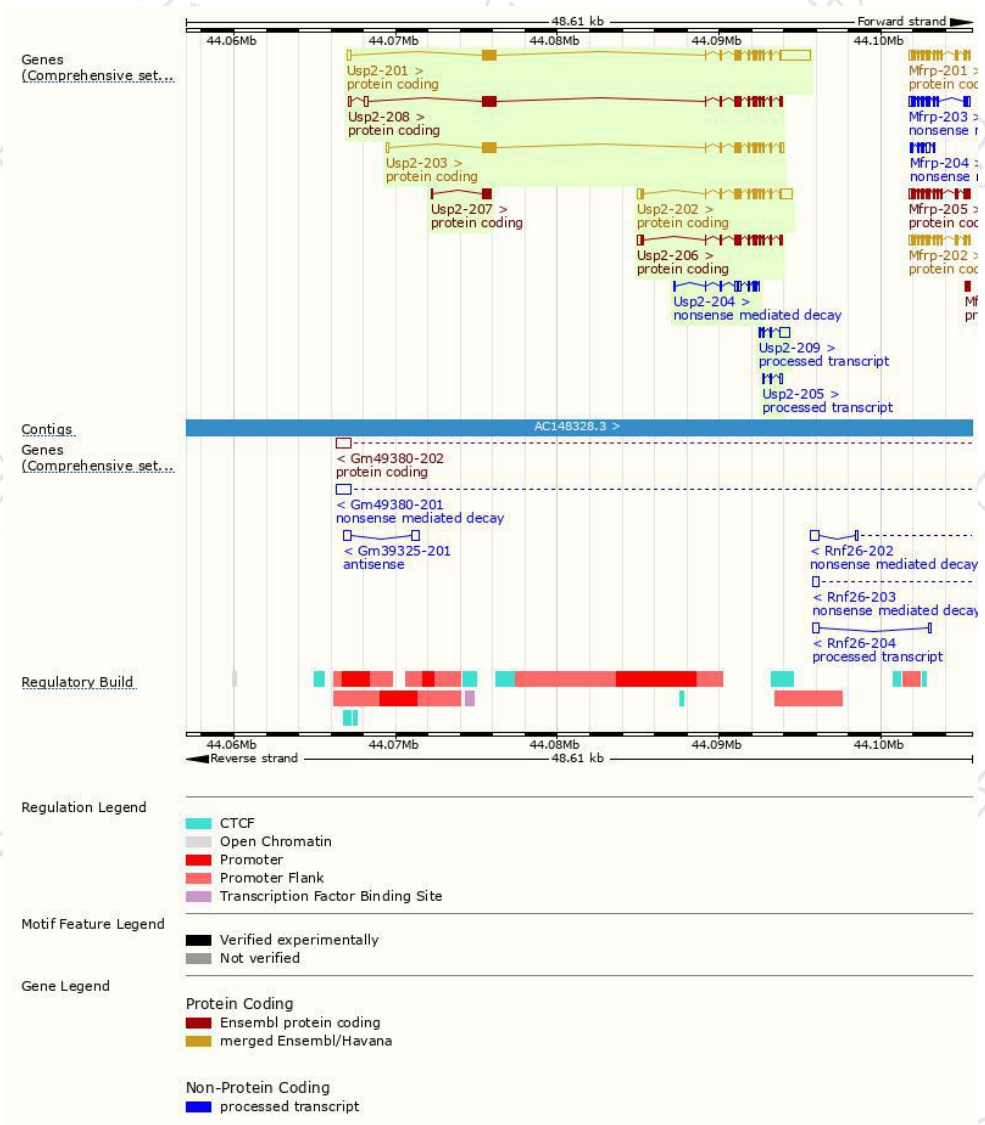 48.61 kb Forward strand
44.06Mb 44.07Mb 44.08Mb 44.09Mb 44.10Mb
Genes
(Comprehensive set...
Usp2-201 >
protein coding
Mfrp-201 >
protein coc
Usp2-208 >
protein coding
Mfrp-203 >
nonsense r
Usp2-203 >
protein coding
Mfrp-204 >
nonsense r
Usp2-207 >
protein coding
Usp2-202 >
protein coding
Mfrp-205 >
protein coc
Usp2-206 >
protein coding
Mfrp-202 >
protein coc
Usp2-204 >
nonsense mediated decay
Mf
pr
Usp2-209 >
processed transcript
Usp2-205 >
processed transcript
Contigs
AC148328.3 >
Genes
(Comprehensive set...
< Gm49380-202
protein coding
< Gm49380-201
nonsense mediated decay
< Gm39325-201
antisense
< Rnf26-202
nonsense mediated decay
< Rnf26-203
nonsense mediated decay
< Rnf26-204
processed transcript
Regulatory Build
44.06Mb 44.07Mb 44.08Mb 44.09Mb 44.10Mb
Reverse strand 48.61 kb
Regulation Legend
CTCF
Open Chromatin
Promoter
Promoter Flank
Transcription Factor Binding Site
Motif Feature Legend
Verified experimentally
Not verified
Gene Legend
Protein Coding
Ensembl protein coding
merged Ensembl/Havana
Non-Protein Coding
processed transcript